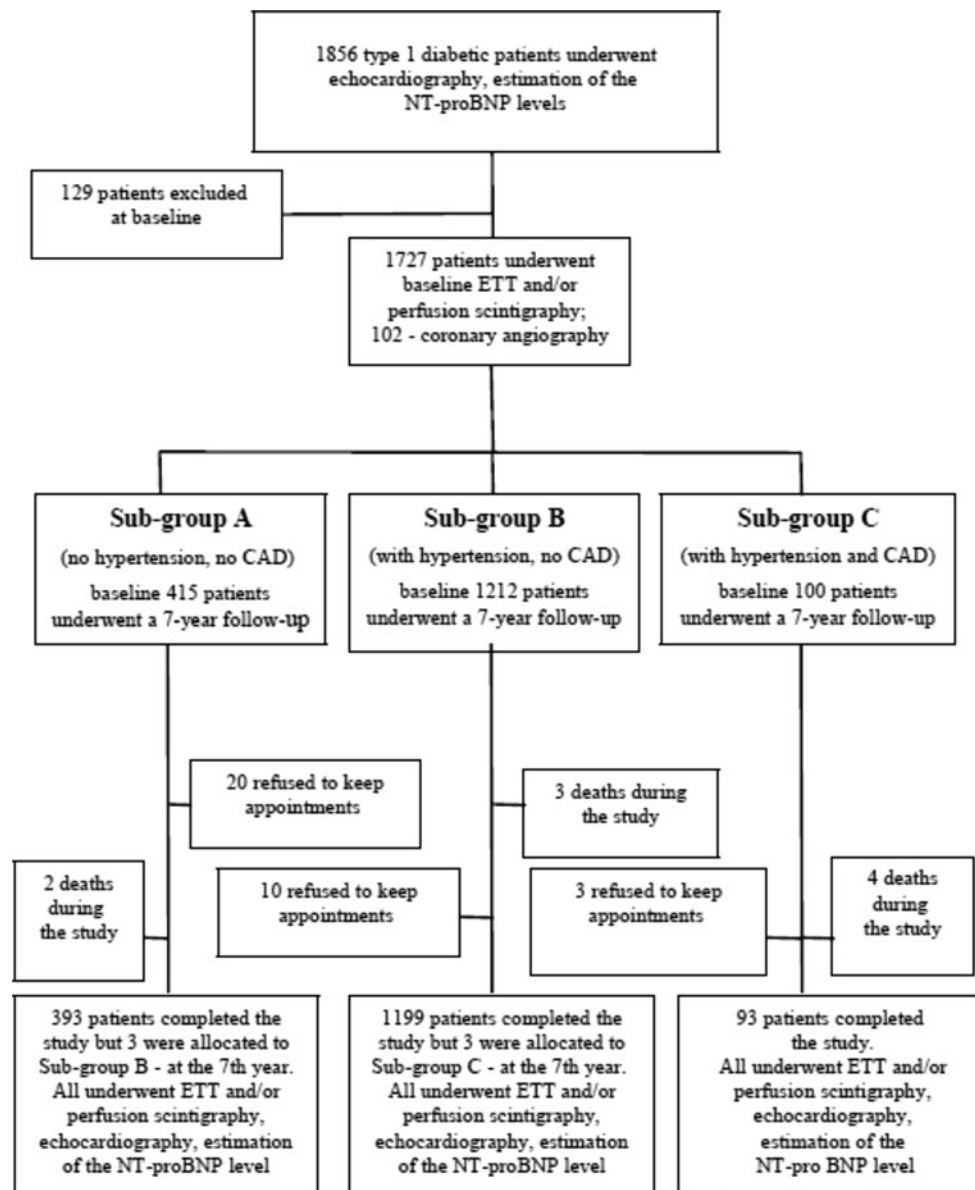 1856 type 1 diabetic patients underwent
echocardiography, estimation of the
NT-proBNP levels
129 patients excluded
at baseline
1727 patients underwent
baseline ETT and/or
perfusion scintigraphy;
102 - coronary angiography
Sub-group A
(no hypertension, no CAD)
baseline 415 patients
underwent a 7-year follow-up
Sub-group B
(with hypertension, no CAD)
baseline 1212 patients
underwent a 7-year follow-up
Sub-group C
(with hypertension and CAD)
baseline 100 patients
underwent a 7-year follow-up
20 refused to keep
appointments
3 deaths during
the study
2 deaths
during
the study
10 refused to keep
appointments
3 refused to keep
appointments
4 deaths
during
the study
393 patients completed the
study but 3 were allocated to
Sub-group B - at the 7th year.
All underwent ETT and/or
perfusion scintigraphy,
echocardiography, estimation
of the NT-proBNP level
1199 patients completed the
study but 3 were allocated to
Sub-group C - at the 7th year.
All underwent ETT and/or
perfusion scintigraphy,
echocardiography, estimation
of the NT-proBNP level
93 patients completed
the study.
All underwent ETT and/or
perfusion scintigraphy,
echocardiography,
estimation of the
NT-pro BNP level